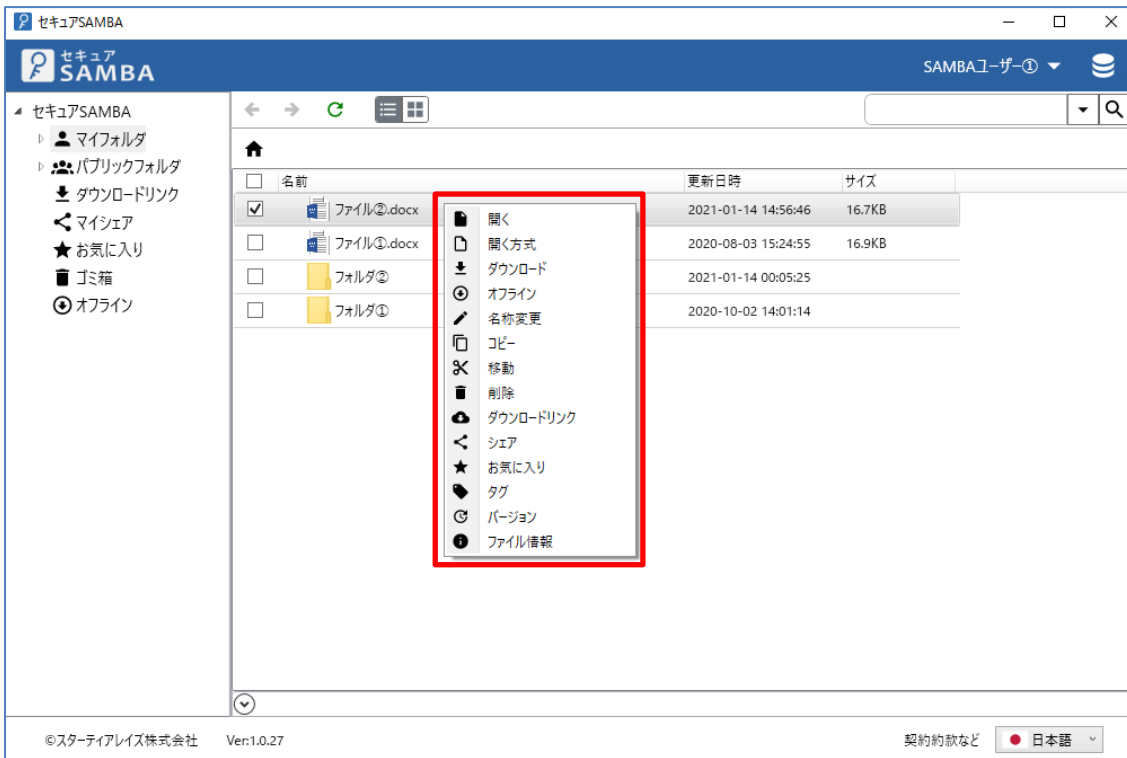 セキュアSAMBA
セキュア
SAMBA
SAMBAユーザー①
セキュアSAMBA
マイフォルダ
パブリックフォルダ
ダウンロードリンク
マイシェア
お気に入り
ゴミ箱
オフライン
名前 更新日時 サイズ
ファイル②.docx 2021-01-14 14:56:46 16.7KB
ファイル①.docx 2020-08-03 15:24:55 16.9KB
フォルダ② 2021-01-14 00:05:25
フォルダ① 2020-10-02 14:01:14
開く
開く方式
ダウンロード
オフライン
名称変更
コピー
移動
削除
ダウンロードリンク
シェア
お気に入り
タグ
バージョン
ファイル情報
©スターティアレイズ株式会社 Ver:1.0.27 契約約款など 日本語